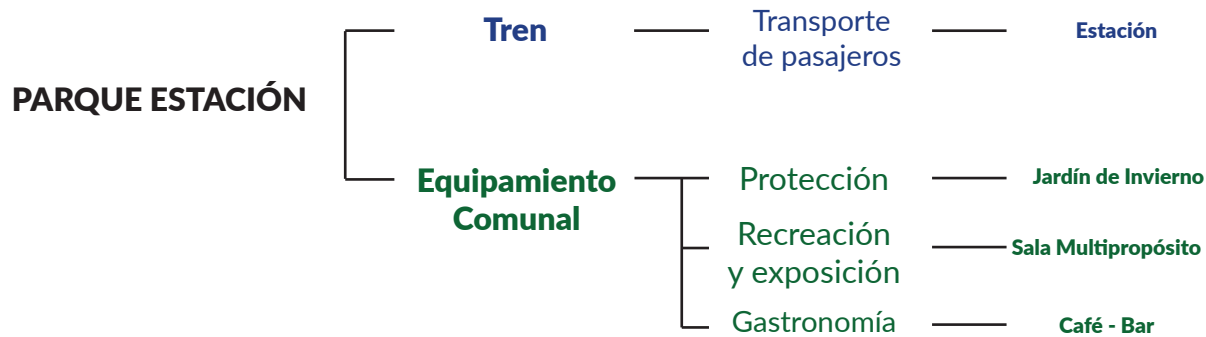 PARQUE ESTACIÓN
Tren
Transporte
de pasajeros
Estación
Equipamiento
Comunal
Protección
Jardín de Invierno
Recreación
y exposición
Sala Multipropósito
Gastronomía
Café - Bar